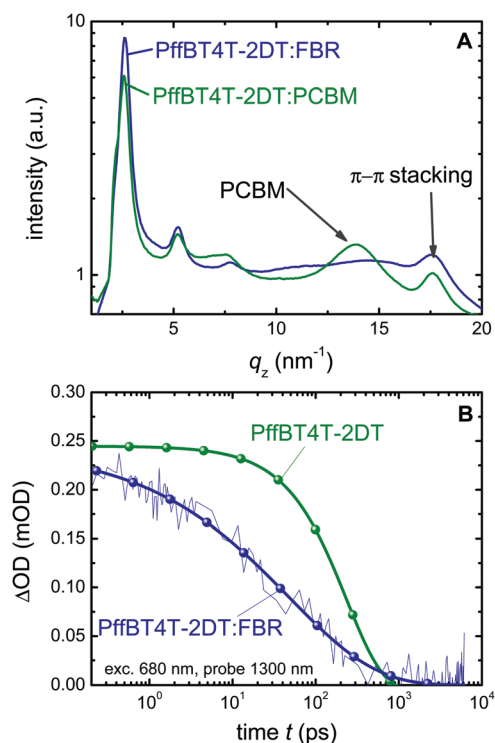 10
A
PffBT4T-2DT:FBR
PffBT4T-2DT:PCBM
π–π stacking
PCBM
intensity (a.u.)
1
5 10 15 20
q_z (nm⁻¹)
0.30
B
0.25
PffBT4T-2DT
0.20
0.15
ΔOD (mOD)
0.10
PffBT4T-2DT:FBR
0.05
exc. 680 nm, probe 1300 nm
0.00
10⁰ 10¹ 10² 10³ 10⁴
time t (ps)